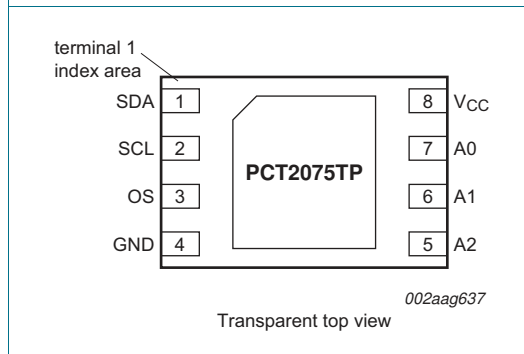 terminal 1
index area
SDA 1 8 VCC
SCL 2 7 A0
PCT2075TP
OS 3 6 A1
GND 4 5 A2
002aag637
Transparent top view